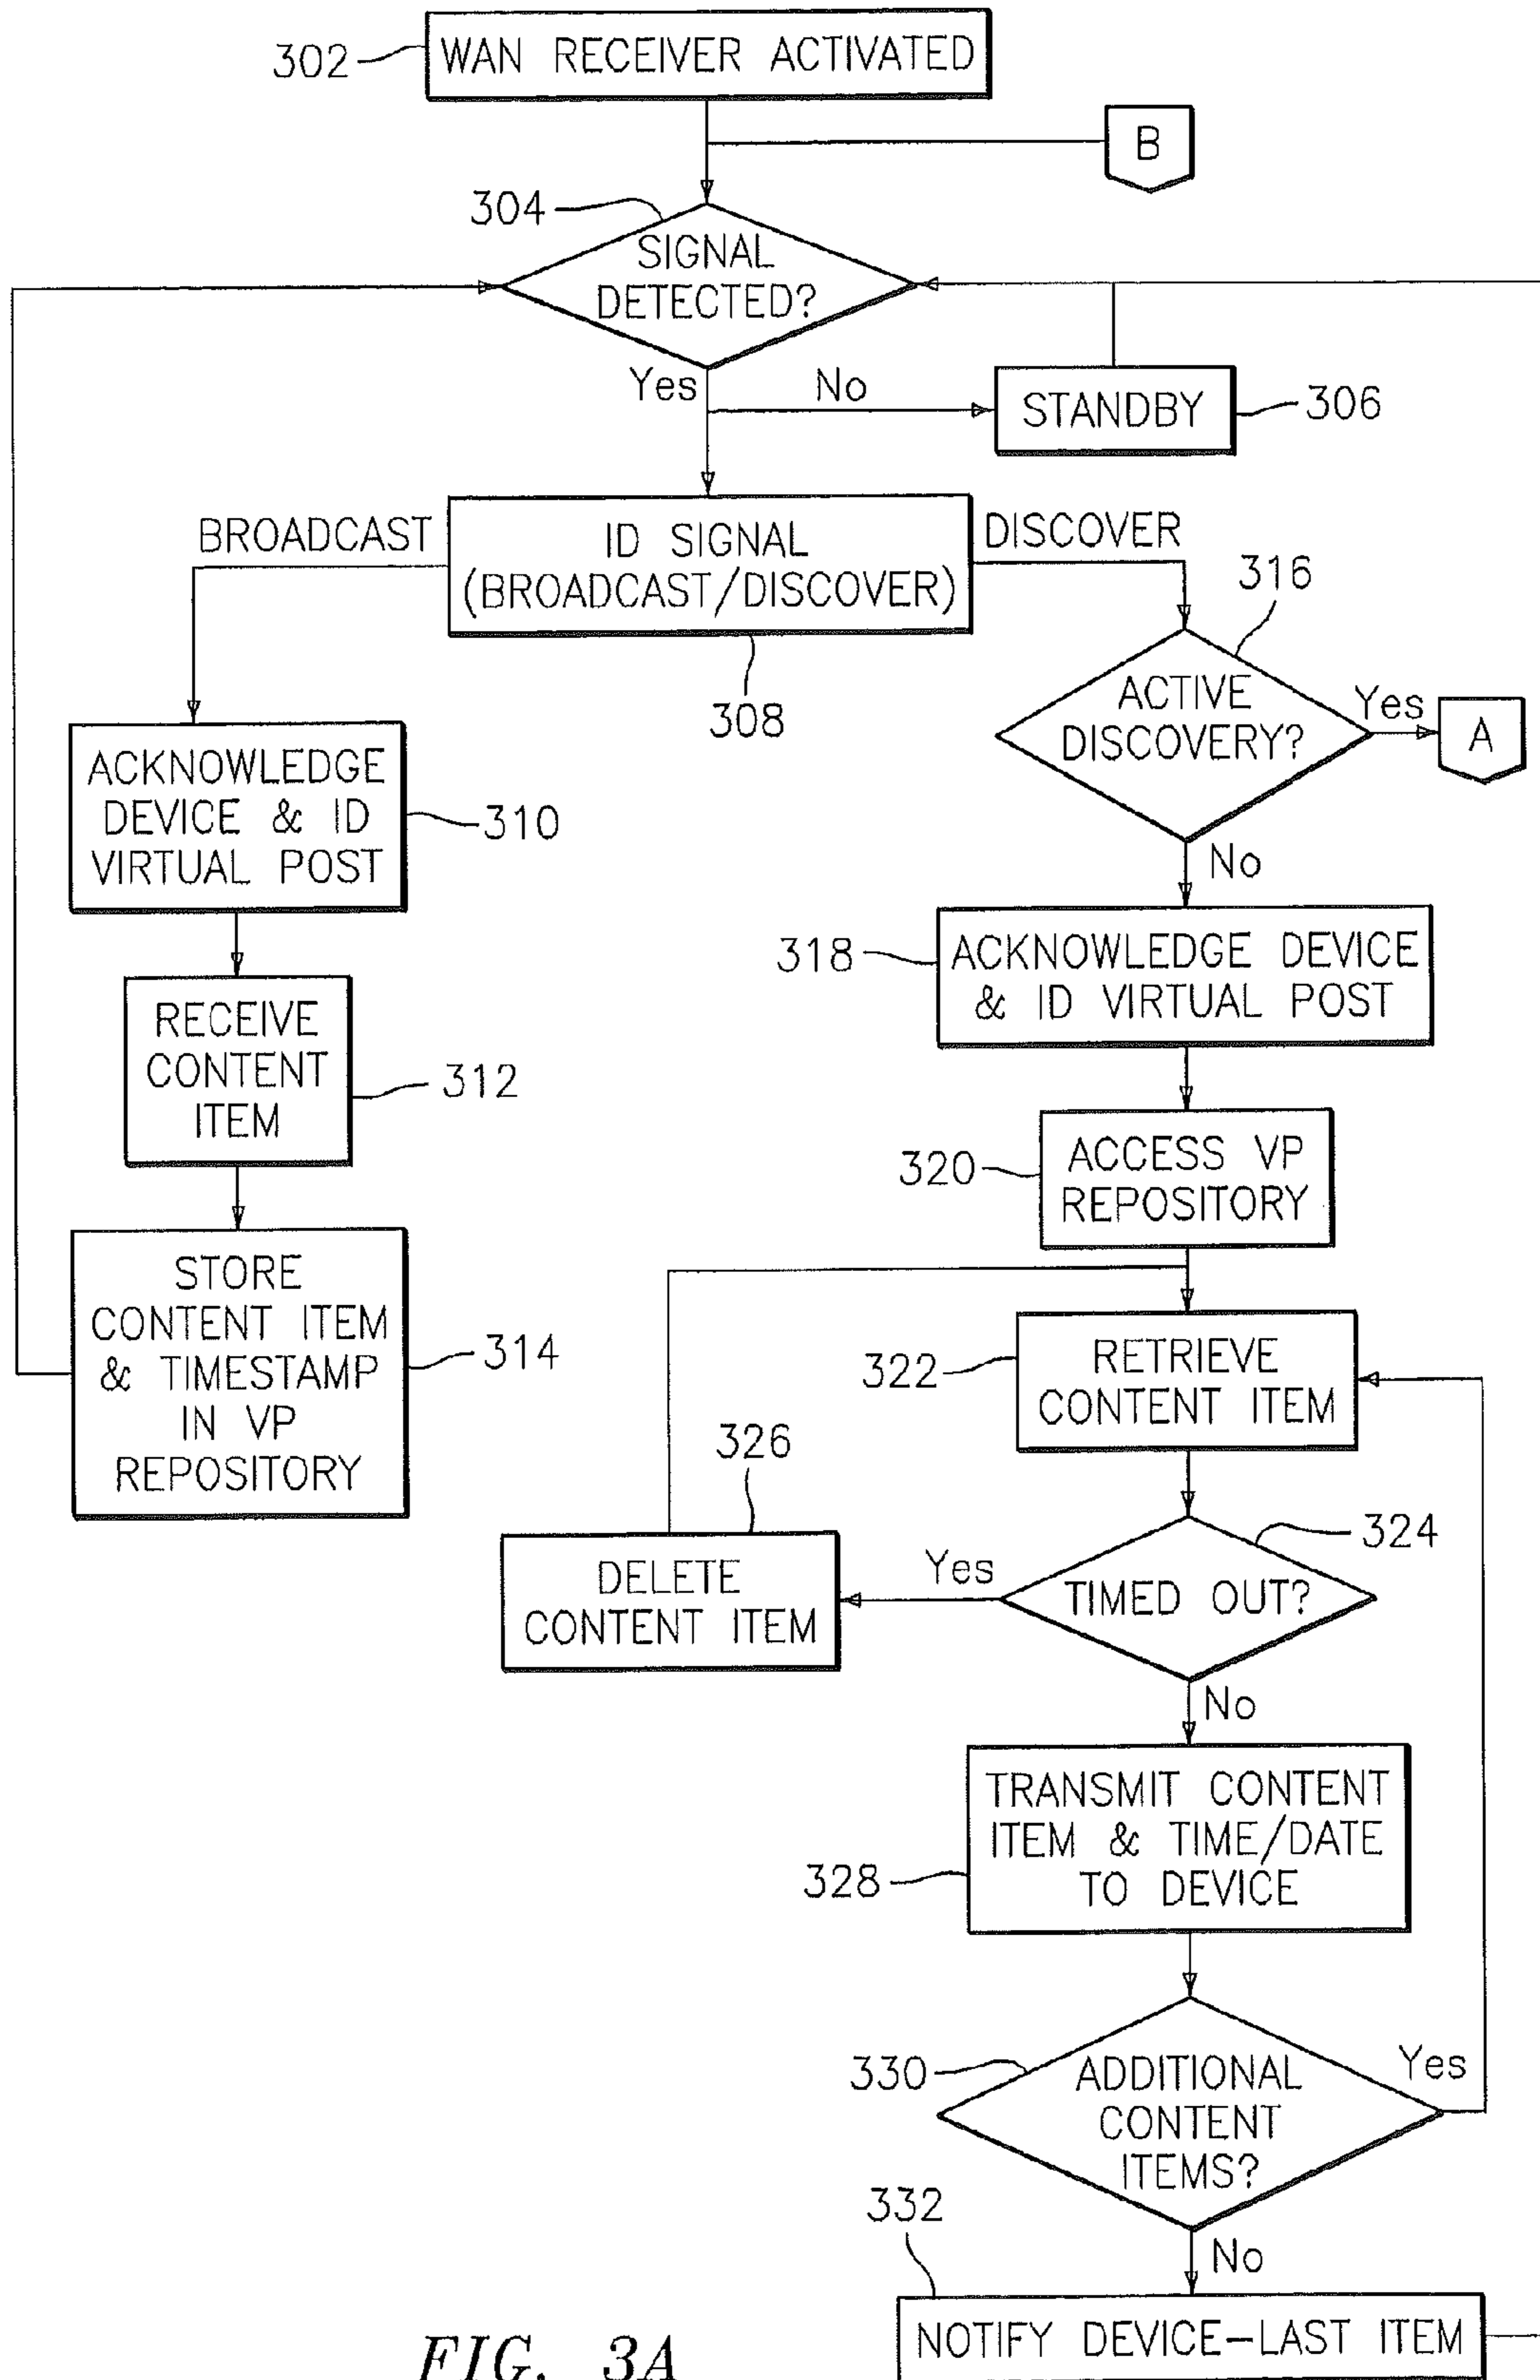 302
WAN RECEIVER ACTIVATED
B
304
SIGNAL
DETECTED?
Yes
No
STANDBY
306
BROADCAST
ID SIGNAL
(BROADCAST/DISCOVER)
DISCOVER
308
316
ACTIVE
DISCOVERY?
Yes
A
No
ACKNOWLEDGE
DEVICE & ID
VIRTUAL POST
310
RECEIVE
CONTENT
ITEM
312
STORE
CONTENT ITEM
& TIMESTAMP
IN VP
REPOSITORY
314
318
ACKNOWLEDGE DEVICE
& ID VIRTUAL POST
320
ACCESS VP
REPOSITORY
322
RETRIEVE
CONTENT ITEM
326
DELETE
CONTENT ITEM
Yes
TIMED OUT?
324
No
328
TRANSMIT CONTENT
ITEM & TIME/DATE
TO DEVICE
330
ADDITIONAL
CONTENT
ITEMS?
Yes
No
332
NOTIFY DEVICE-LAST ITEM
FIG. 3A